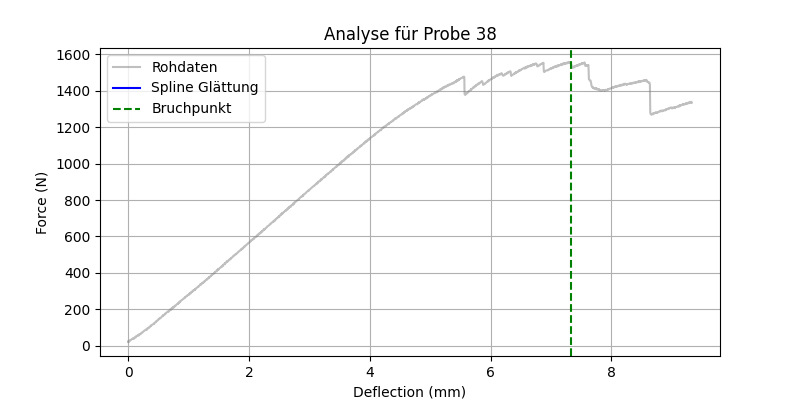 Analyse für Probe 38
Rohdaten
Spline Glättung
Bruchpunkt
1600
1400
1200
1000
800
600
400
200
0
Force (N)
0 2 4 6 8
Deflection (mm)